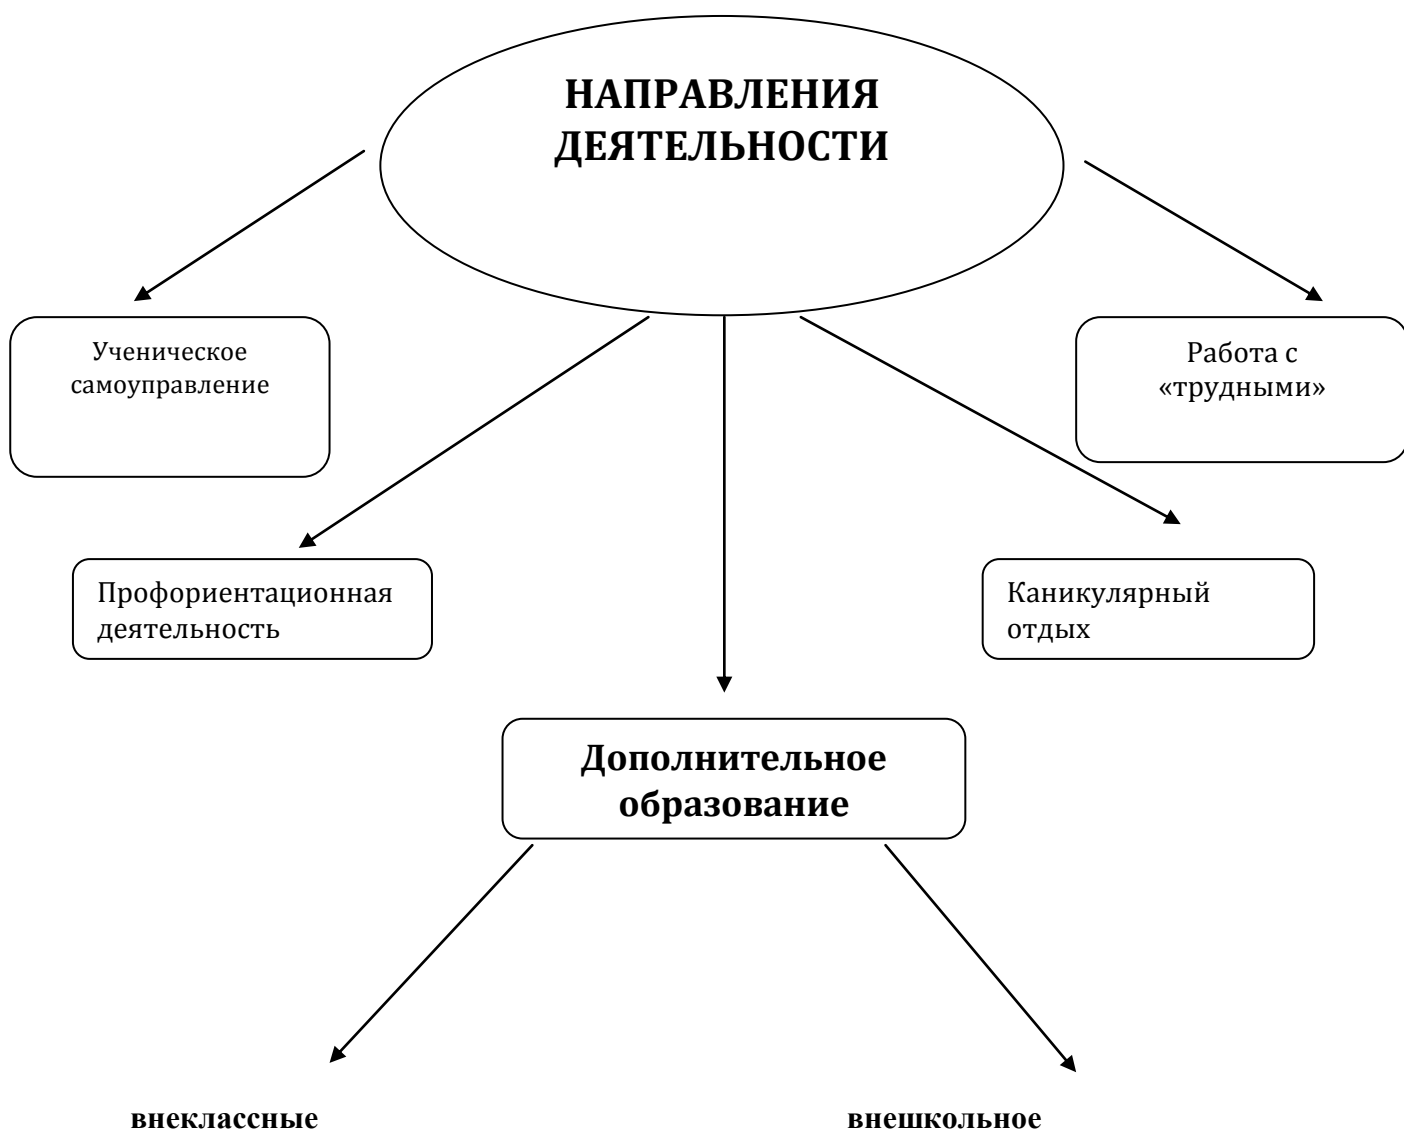 НАПРАВЛЕНИЯ
ДЕЯТЕЛЬНОСТИ
Ученическое
самоуправление
Работа с
«трудными»
Профориентационная
деятельность
Каникулярный
отдых
Дополнительное
образование
внеклассные
внешкольное